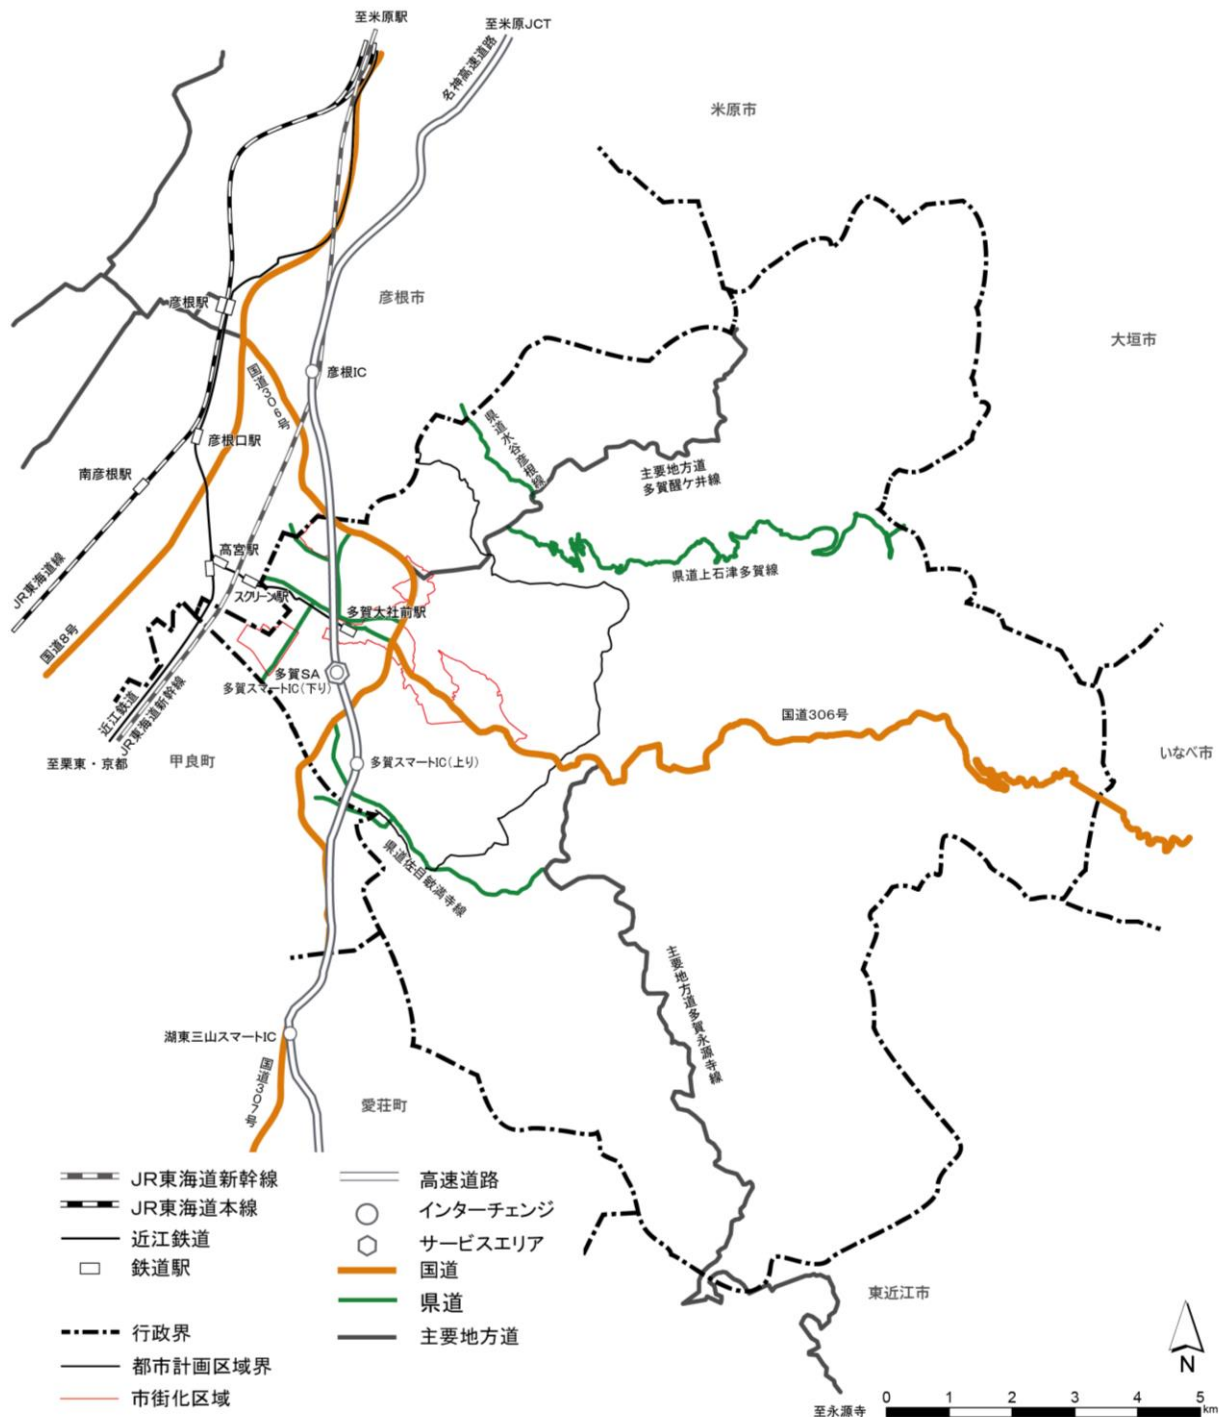 至米原駅
至米原JCT
名神高速道路
米原市
彦根市
彦根駅
大垣市
彦根IC
国道306号
彦根口駅
南彦根駅
県道水谷彦根線
主要地方道
多賀醒ケ井線
高宮駅
JR東海道線
スクリーン駅
県道上石津多賀線
多賀大社前駅
国道8号
多賀SA
多賀スマートIC(下り)
近江鉄道
JR東海道新幹線
国道306号
至栗東・京都
甲良町
多賀スマートIC(上り)
いなべ市
県道佐目敏満寺線
主要地方道多賀永源寺線
湖東三山スマートIC
国道307号
愛荘町
JR東海道新幹線
JR東海道本線
近江鉄道
鉄道駅
行政界
都市計画区域界
市街化区域
高速道路
インターチェンジ
サービスエリア
国道
県道
主要地方道
東近江市
至永源寺
N
0 1 2 3 4 5
km